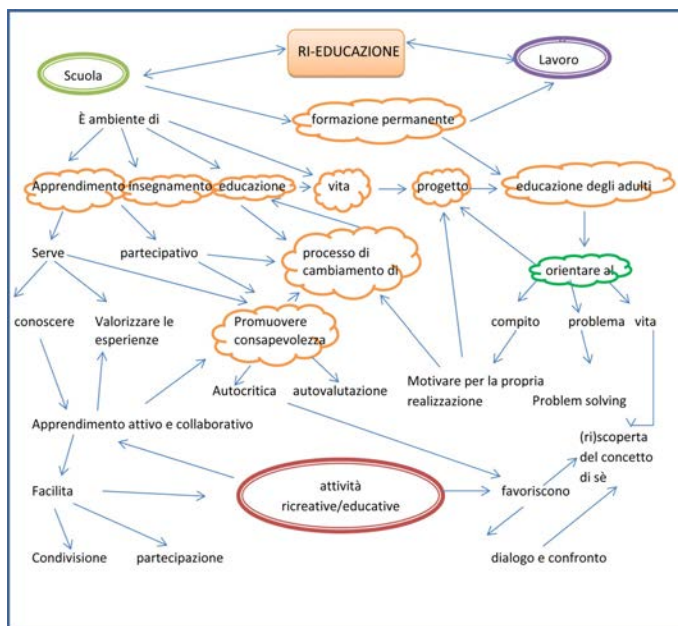 RI-EDUCAZIONE
Scuola
Lavoro
È ambiente di
formazione permanente
Apprendimento
insegnamento
educazione
vita
progetto
educazione degli adulti
Serve
partecipativo
processo di
cambiamento di
orientare al
conoscere
Valorizzare le
esperienze
Promuovere
consapevolezza
compito
problema
vita
Autocritica
autovalutazione
Motivare per la propria
realizzazione
Problem solving
Apprendimento attivo e collaborativo
(ri)scoperta
del concetto
di sè
Facilita
attività
ricreative/educative
favoriscono
Condivisione
partecipazione
dialogo e confronto